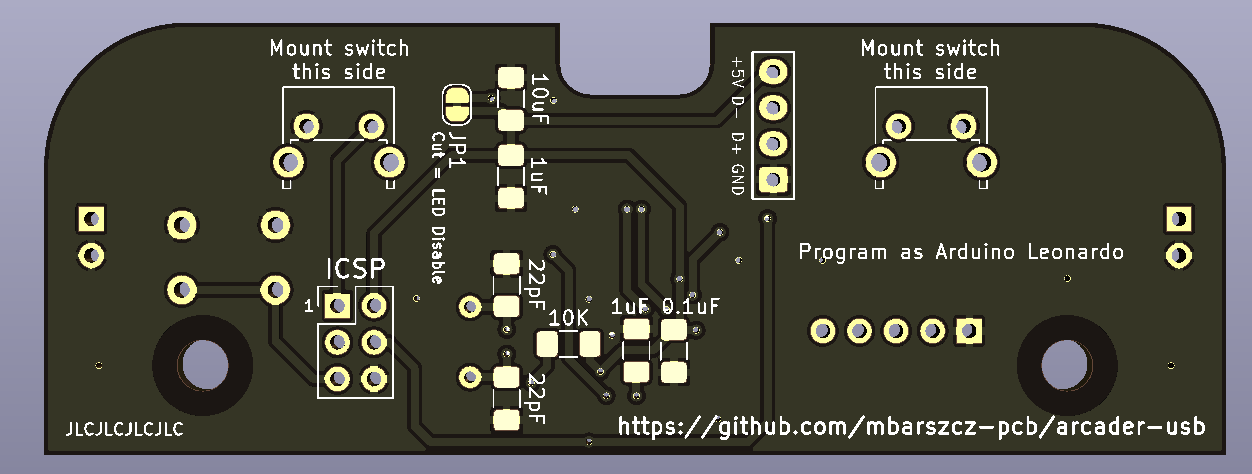 Mount switch
this side
Mount switch
this side
10uF
+5V D- D+ GND
JP1
Cut = LED Disable
1uF
Program as Arduino Leonardo
ICSP
1
22pF
10K
1uF 0.1uF
22pF
JLCJLCJLCJLC
https://github.com/mbarszcz-pcb/arcader-usb